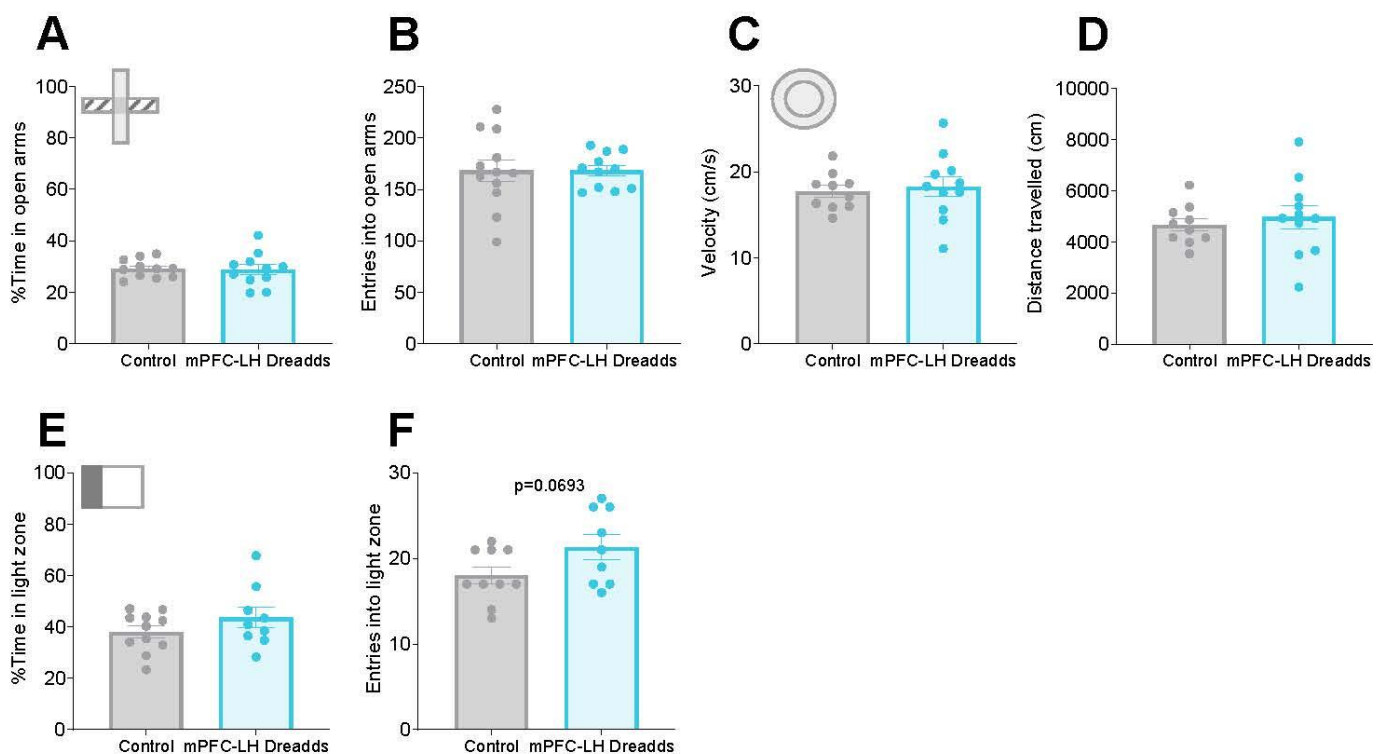 A
%Time in open arms
100
80
60
40
20
0
Control mPFC-LH Dreadds
B
Entries into open arms
250
200
150
100
50
0
Control mPFC-LH Dreadds
C
Velocity (cm/s)
30
20
10
0
Control mPFC-LH Dreadds
D
Distance travelled (cm)
10000
8000
6000
4000
2000
0
Control mPFC-LH Dreadds
E
%Time in light zone
100
80
60
40
20
0
Control mPFC-LH Dreadds
F
Entries into light zone
30
20
10
0
p=0.0693
Control mPFC-LH Dreadds